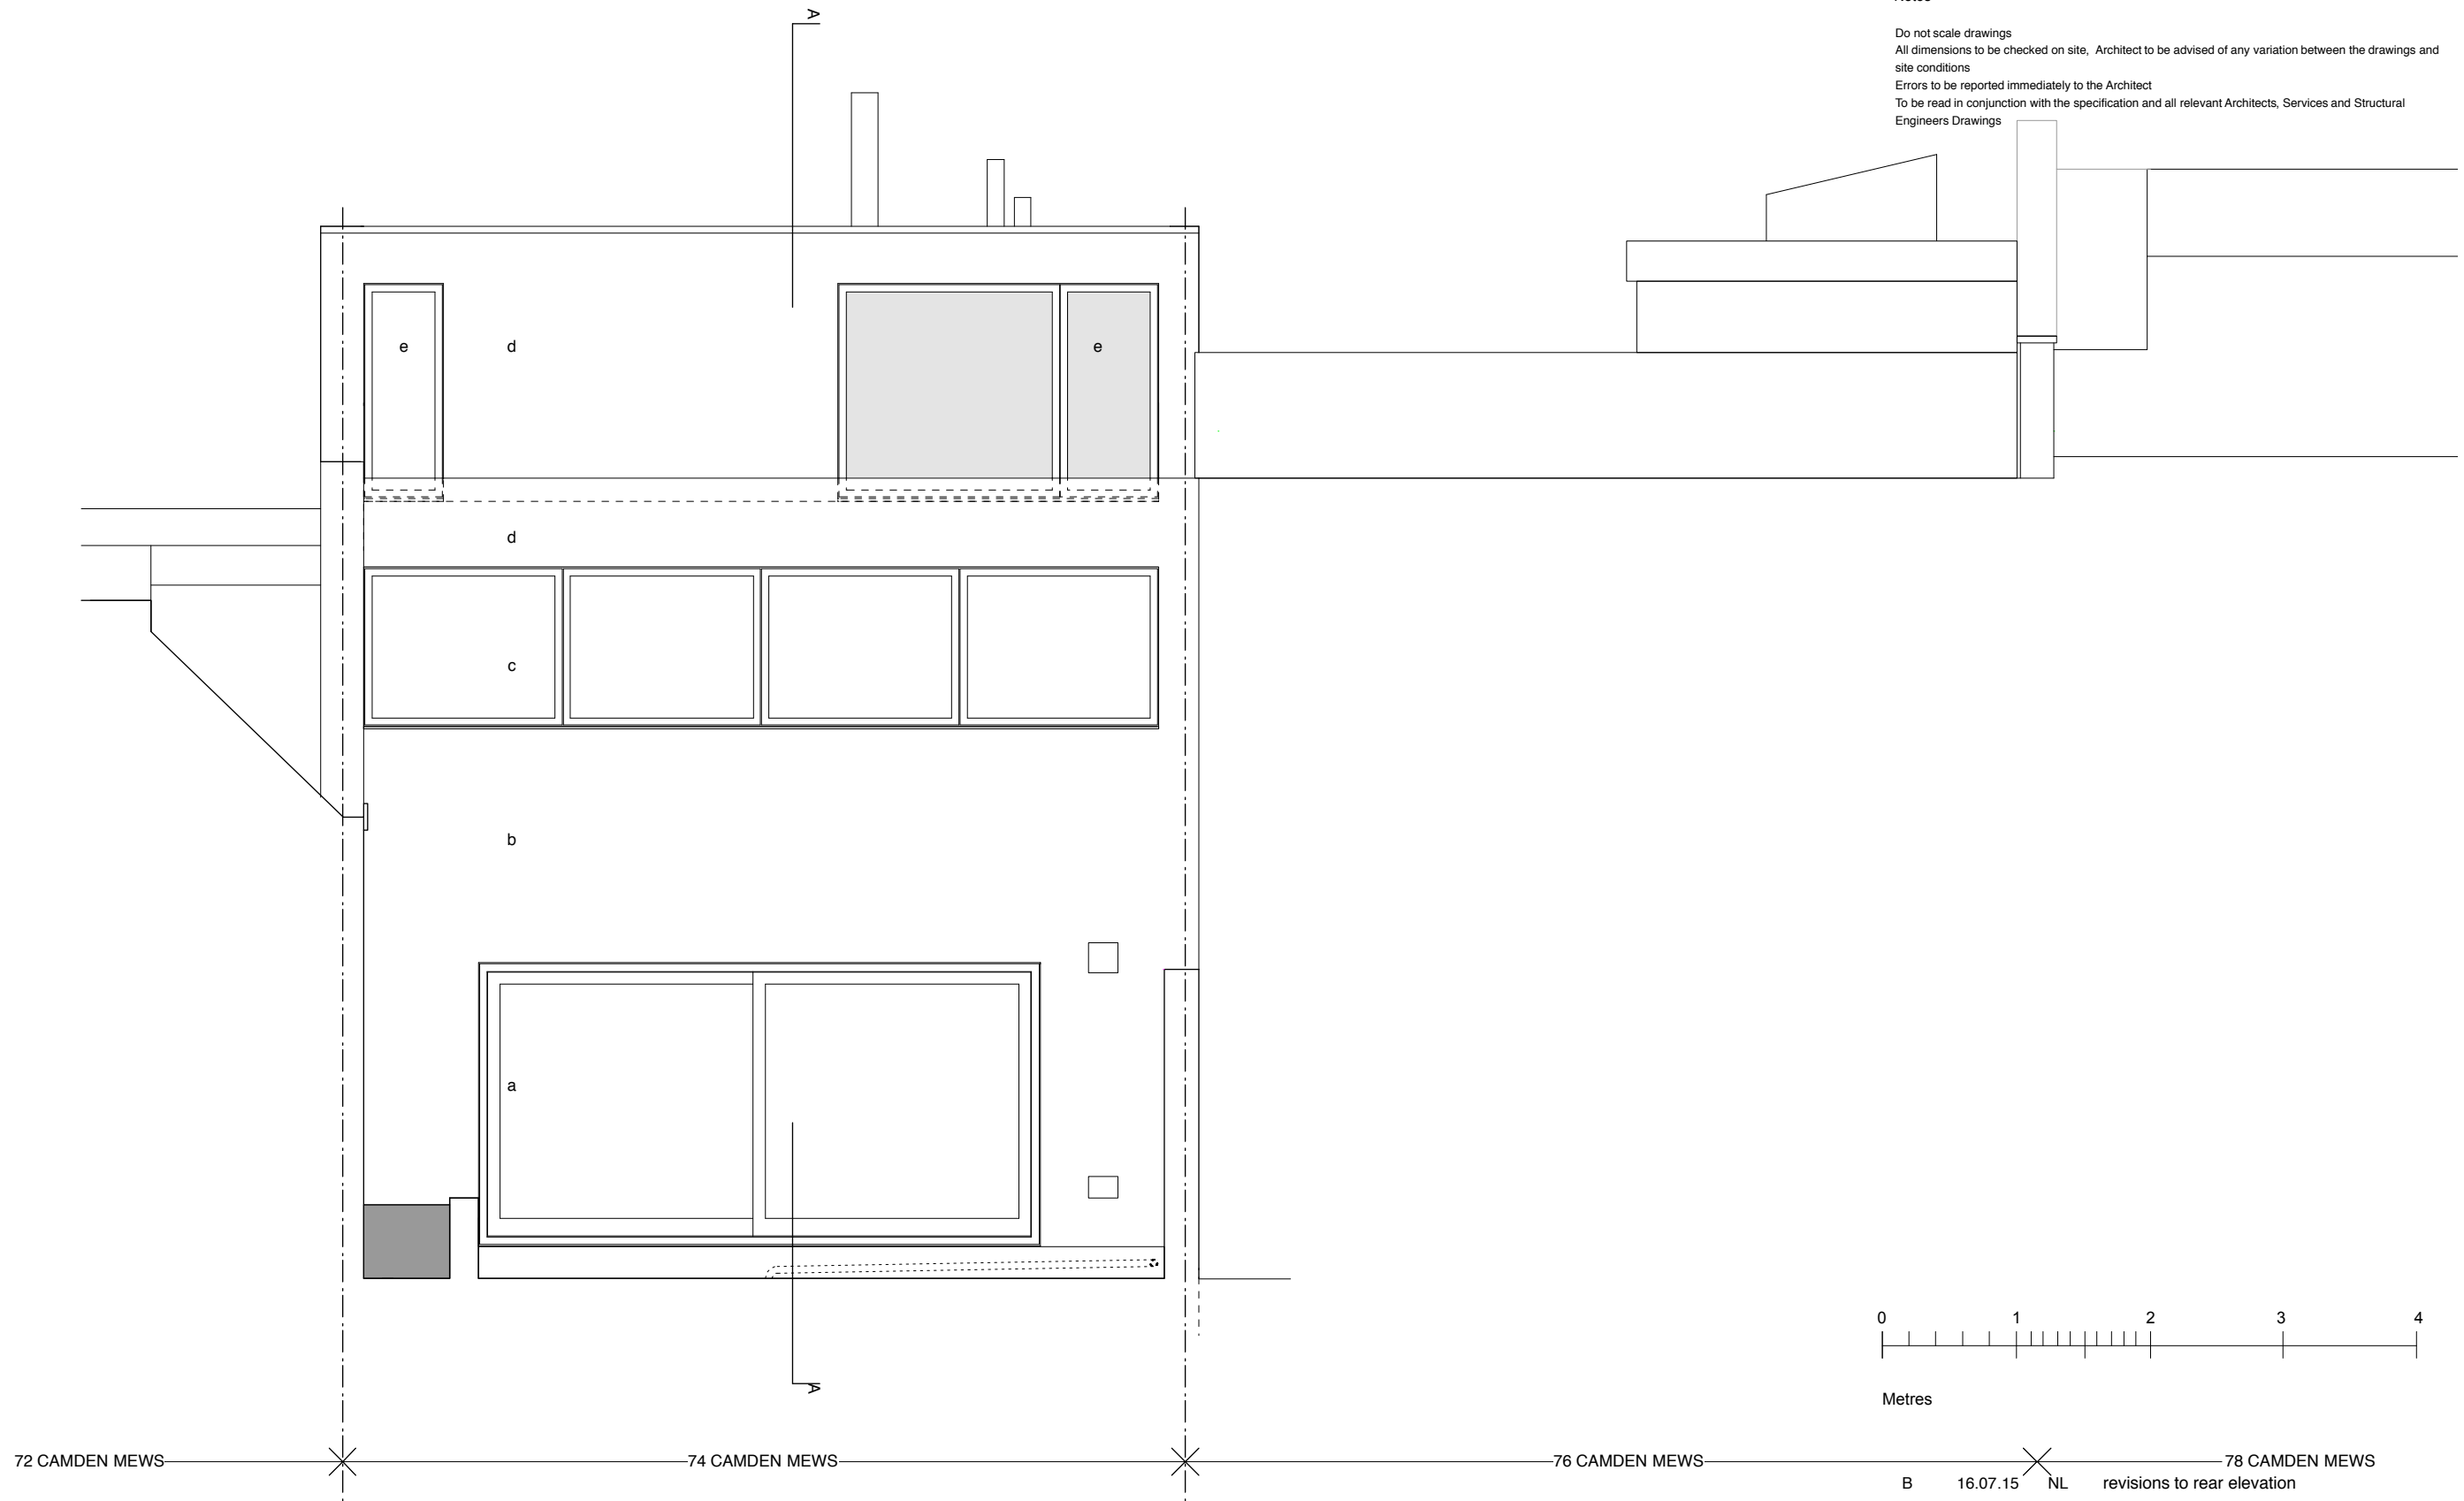 Notes
Do not scale drawings
All dimensions to be checked on site, Architect to be advised of any variation between the drawings and
site conditions
Errors to be reported immediately to the Architect
To be read in conjunction with the specification and all relevant Architects, Services and Structural
Engineers Drawings
A
e
d
e
d
c
b
a
A
0 1 2 3 4
Metres
72 CAMDEN MEWS
74 CAMDEN MEWS
76 CAMDEN MEWS
78 CAMDEN MEWS
B 16.07.15 NL revisions to rear elevation